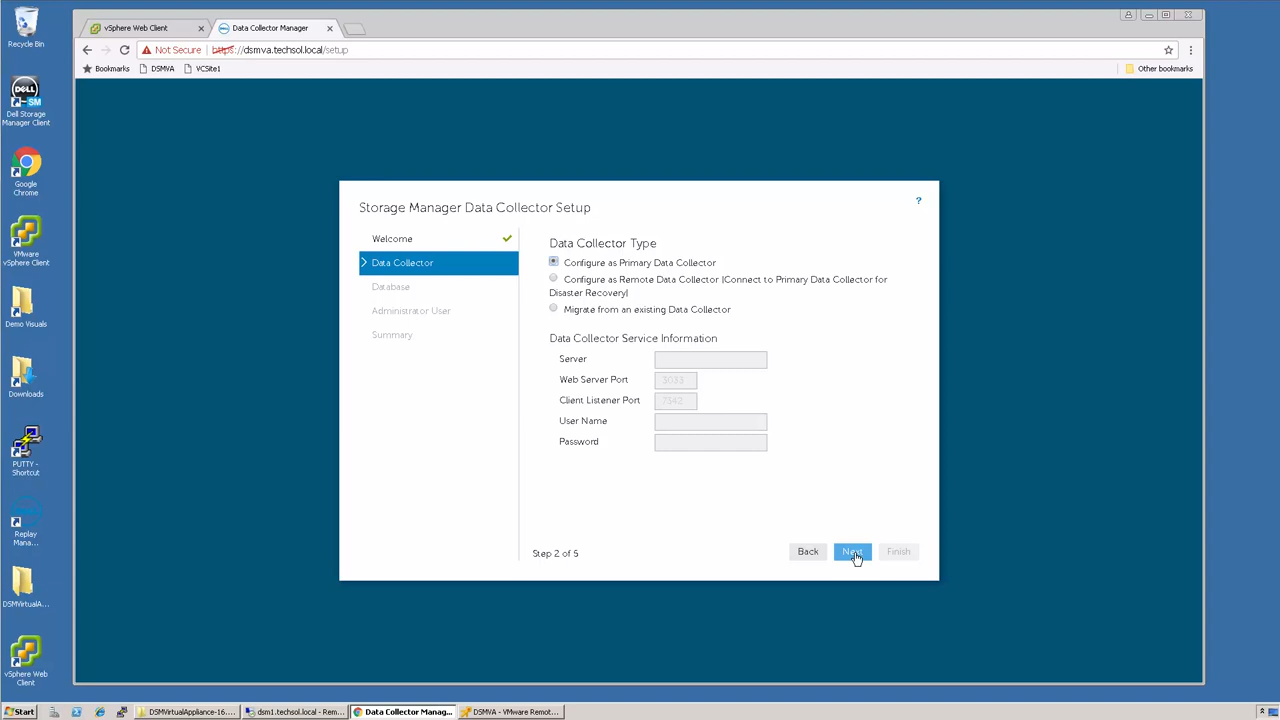 Recycle Bin
Dell Storage
Manager Client
Google
Chrome
VMware
vSphere Client
Demo Visuals
Downloads
PUTTY -
Shortcut
Replay
Mana...
DSMVirtualA...
vSphere Web
Client
DELL
SM
vSphere Web Client
Data Collector Manager
Not Secure
https://dsmva.techsol.local/setup
Bookmarks
DSMVA
VCSite1
Other bookmarks
Storage Manager Data Collector Setup
?
Welcome
Data Collector
Database
Administrator User
Summary
Data Collector Type
Configure as Primary Data Collector
Configure as Remote Data Collector (Connect to Primary Data Collector for
Disaster Recovery)
Migrate from an existing Data Collector
Data Collector Service Information
Server
Web Server Port 3033
Client Listener Port 7342
User Name
Password
Step 2 of 5
Back
Next
Finish
Start
DSMVirtualAppliance-16....
dsm1.techsol.local - Rem...
Data Collector Manag...
DSMVA - VMware Remot...